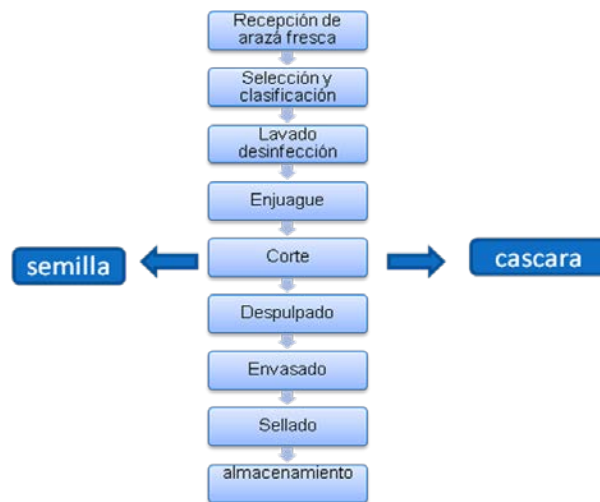 Recepción de
arazá fresca
Selección y
clasificación
Lavado
desinfección
Enjuague
semilla
Corte
cascara
Despulpado
Envasado
Sellado
almacenamiento